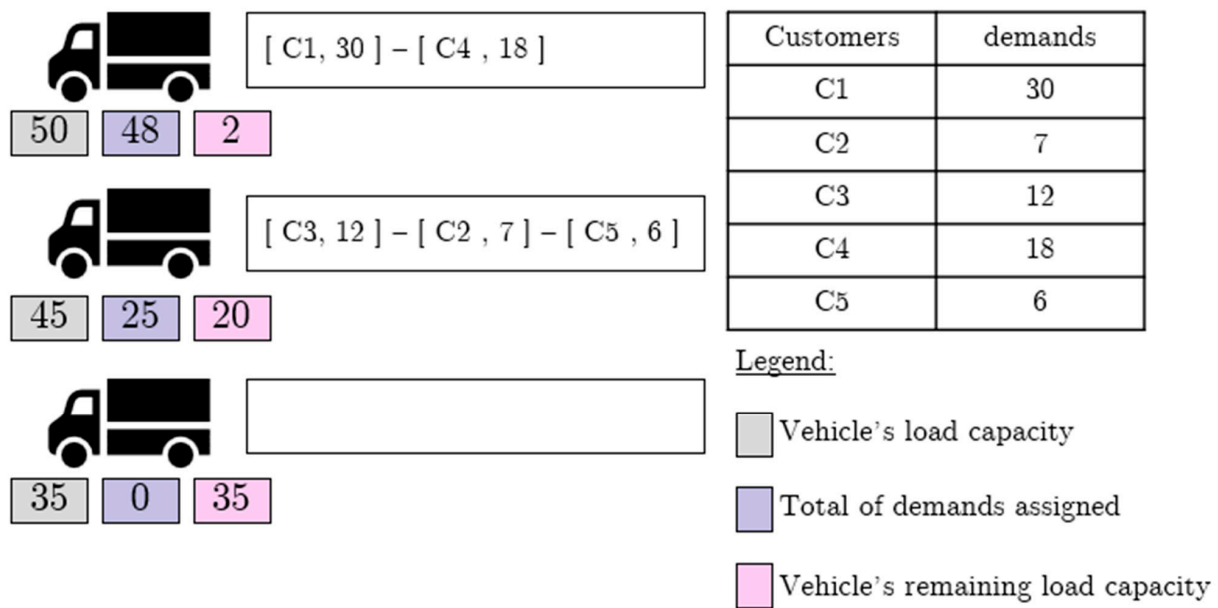 [ C1, 30 ] – [ C4 , 18 ]
50 48 2
[ C3, 12 ] – [ C2 , 7 ] – [ C5 , 6 ]
45 25 20
35 0 35
Customers demands
C1 30
C2 7
C3 12
C4 18
C5 6
Legend:
Vehicle's load capacity
Total of demands assigned
Vehicle's remaining load capacity